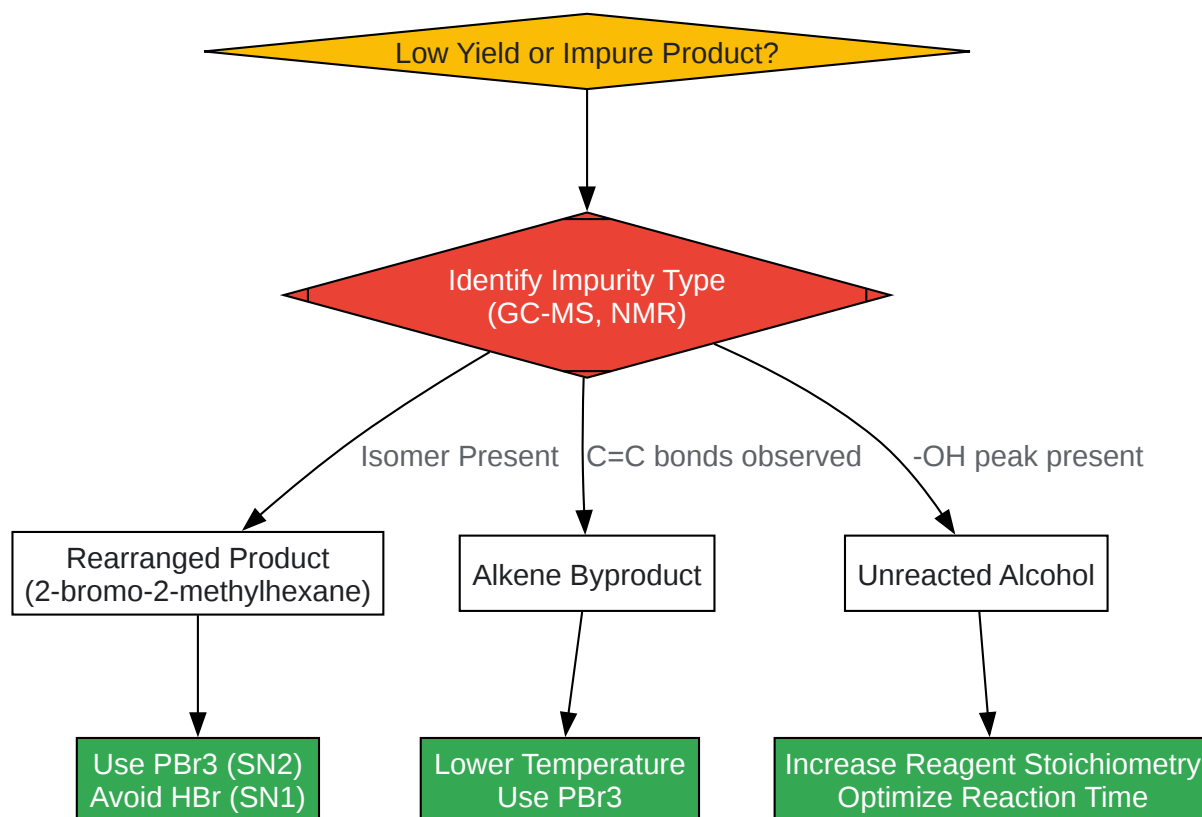 Low Yield or Impure Product?
Identify Impurity Type
(GC-MS, NMR)
Isomer Present
C=C bonds observed
-OH peak present
Rearranged Product
(2-bromo-2-methylhexane)
Alkene Byproduct
Unreacted Alcohol
Use PBr3 (SN2)
Avoid HBr (SN1)
Lower Temperature
Use PBr3
Increase Reagent Stoichiometry
Optimize Reaction Time